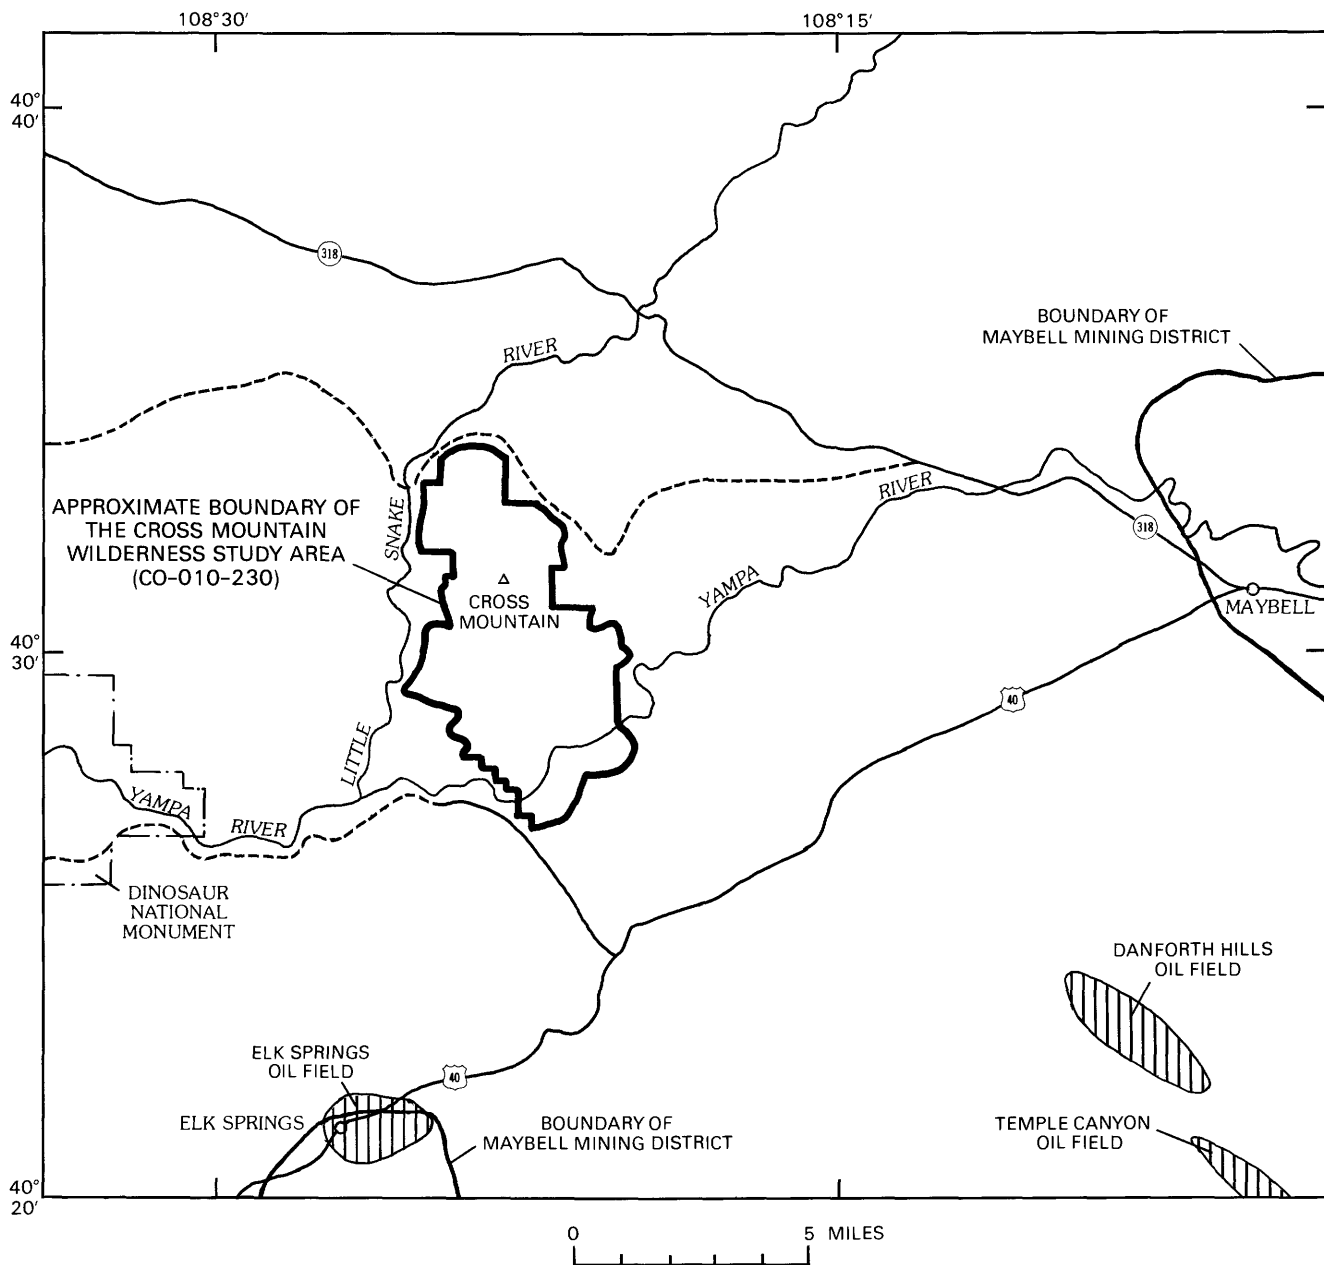 108°30′
108°15′
40°
40′
318
BOUNDARY OF
MAYBELL MINING DISTRICT
RIVER
APPROXIMATE BOUNDARY OF
THE CROSS MOUNTAIN
WILDERNESS STUDY AREA
(CO-010-230)
SNAKE
RIVER
318
CROSS
MOUNTAIN
YAMPA
MAYBELL
40°
30′
40
LITTLE
YAMPA
RIVER
DINOSAUR
NATIONAL
MONUMENT
DANFORTH HILLS
OIL FIELD
ELK SPRINGS
OIL FIELD
40
ELK SPRINGS
BOUNDARY OF
MAYBELL MINING DISTRICT
TEMPLE CANYON
OIL FIELD
40°
20′
0 5 MILES